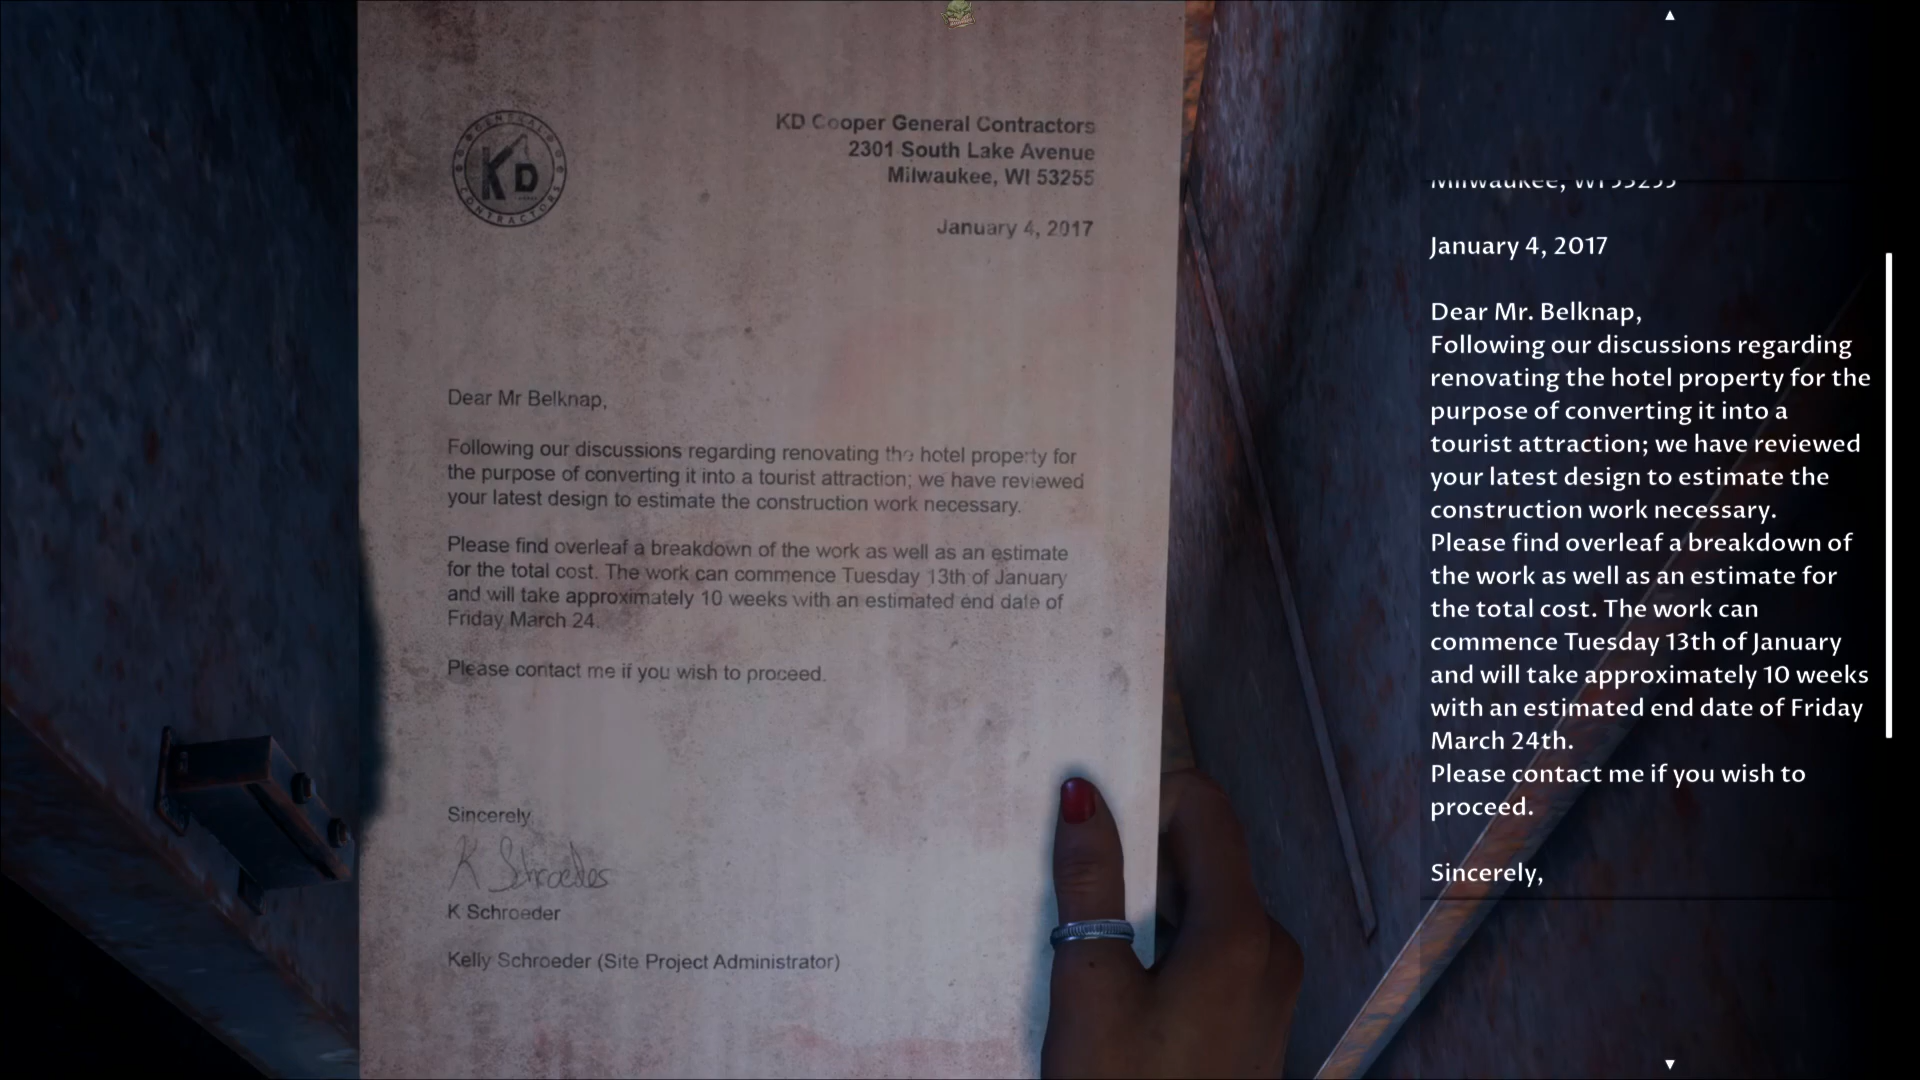 GENERAL
KD
CONTRACTORS
KD Cooper General Contractors
2301 South Lake Avenue
Milwaukee, WI 53255
January 4, 2017
Dear Mr Belknap,
Following our discussions regarding renovating the hotel property for
the purpose of converting it into a tourist attraction; we have reviewed
your latest design to estimate the construction work necessary.
Please find overleaf a breakdown of the work as well as an estimate
for the total cost. The work can commence Tuesday 13th of January
and will take approximately 10 weeks with an estimated end date of
Friday March 24.
Please contact me if you wish to proceed.
Sincerely,
K Schroeder
K Schroeder
Kelly Schroeder (Site Project Administrator)
Milwaukee, WI 53255
January 4, 2017
Dear Mr. Belknap,
Following our discussions regarding
renovating the hotel property for the
purpose of converting it into a
tourist attraction; we have reviewed
your latest design to estimate the
construction work necessary.
Please find overleaf a breakdown of
the work as well as an estimate for
the total cost. The work can
commence Tuesday 13th of January
and will take approximately 10 weeks
with an estimated end date of Friday
March 24th.
Please contact me if you wish to
proceed.
Sincerely,